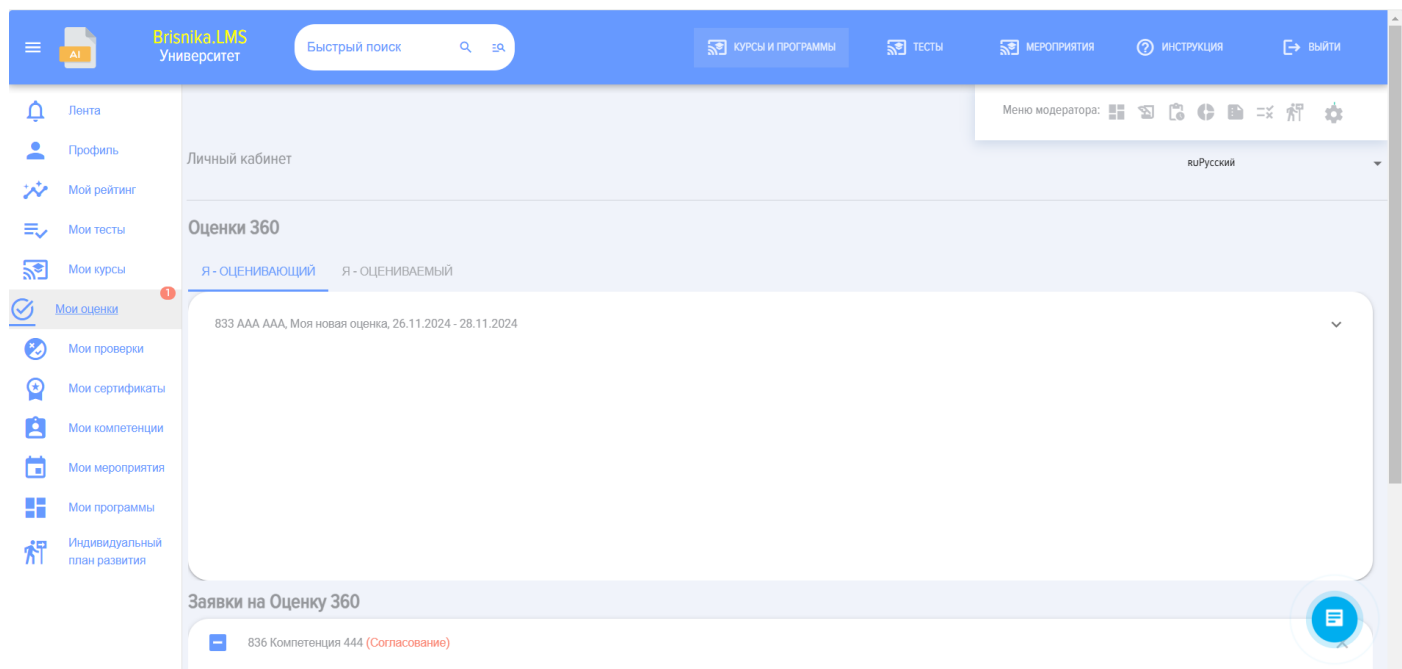 AI
Brisnika.LMS
Университет
Быстрый поиск
КУРСЫ И ПРОГРАММЫ
ТЕСТЫ
МЕРОПРИЯТИЯ
ИНСТРУКЦИЯ
ВЫЙТИ
Лента
Профиль
Мой рейтинг
Мои тесты
Мои курсы
Мои оценки
1
Мои проверки
Мои сертификаты
Мои компетенции
Мои мероприятия
Мои программы
Индивидуальный
план развития
Меню модератора:
Личный кабинет
ruРусский
Оценки 360
Я - ОЦЕНИВАЮЩИЙ
Я - ОЦЕНИВАЕМЫЙ
833 ААА ААА, Моя новая оценка, 26.11.2024 - 28.11.2024
Заявки на Оценку 360
836 Компетенция 444 (Согласование)